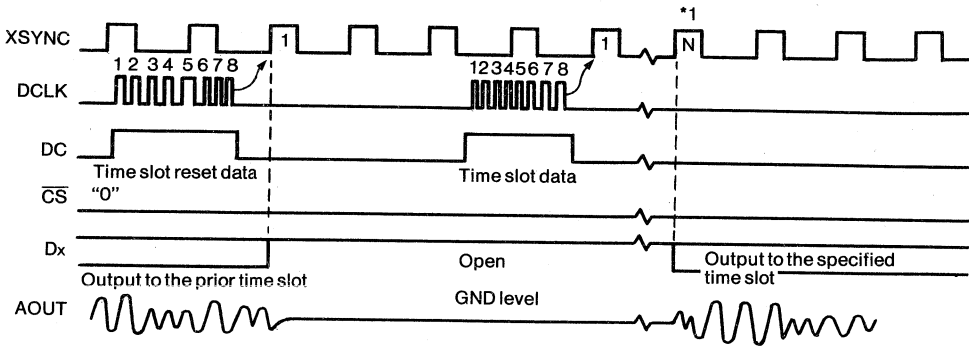 *1
XSYNC 1 1 N
1 2 3 4 5 6 7 8 12345678
DCLK
DC
Time slot reset data Time slot data
CS "0"
Dx Open Output to the specified
time slot
Output to the prior time slot
GND level
AOUT